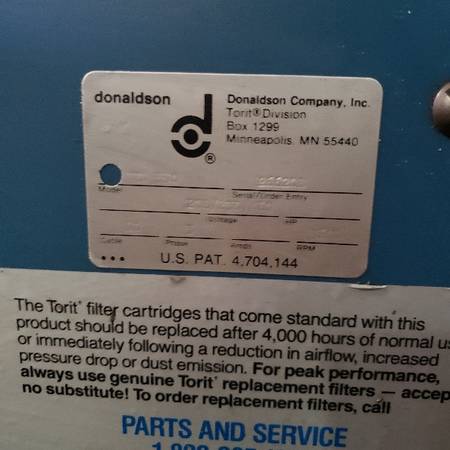 donaldson
Donaldson Company, Inc.
Torit® Division
Box 1299
Minneapolis, MN 55440
®
Model
Serial/Order Entry
Voltage HP
Cycle Phase Amps RPM
U.S. PAT. 4,704,144
The Torit® filter cartridges that come standard with this
product should be replaced after 4,000 hours of normal
or immediately following a reduction in airflow, increased
pressure drop or dust emission. For peak performance,
always use genuine Torit® replacement filters — accep
no substitute! To order replacement filters, call
PARTS AND SERVICE